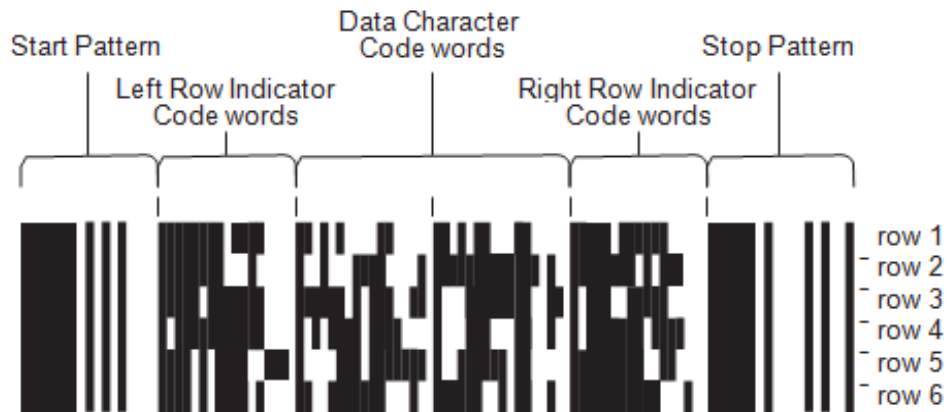 Data Character
Code words
Start Pattern
Stop Pattern
Left Row Indicator
Code words
Right Row Indicator
Code words
row 1
row 2
row 3
row 4
row 5
row 6